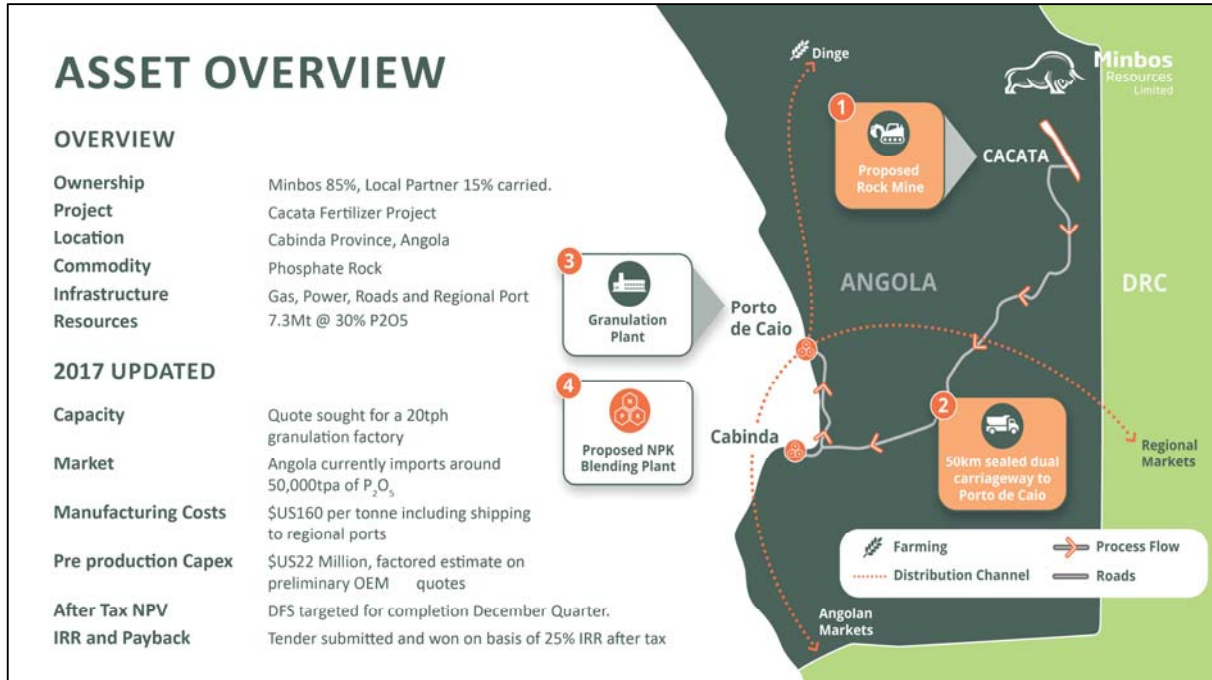 ASSET OVERVIEW
OVERVIEW
Ownership Minbos 85%, Local Partner 15% carried.
Project Cacata Fertilizer Project
Location Cabinda Province, Angola
Commodity Phosphate Rock
Infrastructure Gas, Power, Roads and Regional Port
Resources 7.3Mt @ 30% P2O5
2017 UPDATED
Capacity Quote sought for a 20tph
granulation factory
Market Angola currently imports around
50,000tpa of P₂O₅
Manufacturing Costs $US160 per tonne including shipping
to regional ports
Pre production Capex $US22 Million, factored estimate on
preliminary OEM quotes
After Tax NPV DFS targeted for completion December Quarter.
IRR and Payback Tender submitted and won on basis of 25% IRR after tax
Dinge
Minbos
Resources
Limited
1
Proposed
Rock Mine
CACATA
3
Granulation
Plant
Porto
de Caio
ANGOLA
DRC
4
Proposed NPK
Blending Plant
Cabinda
2
50km sealed dual
carriageway to
Porto de Caio
Regional
Markets
Angolan
Markets
Farming
Process Flow
Distribution Channel
Roads